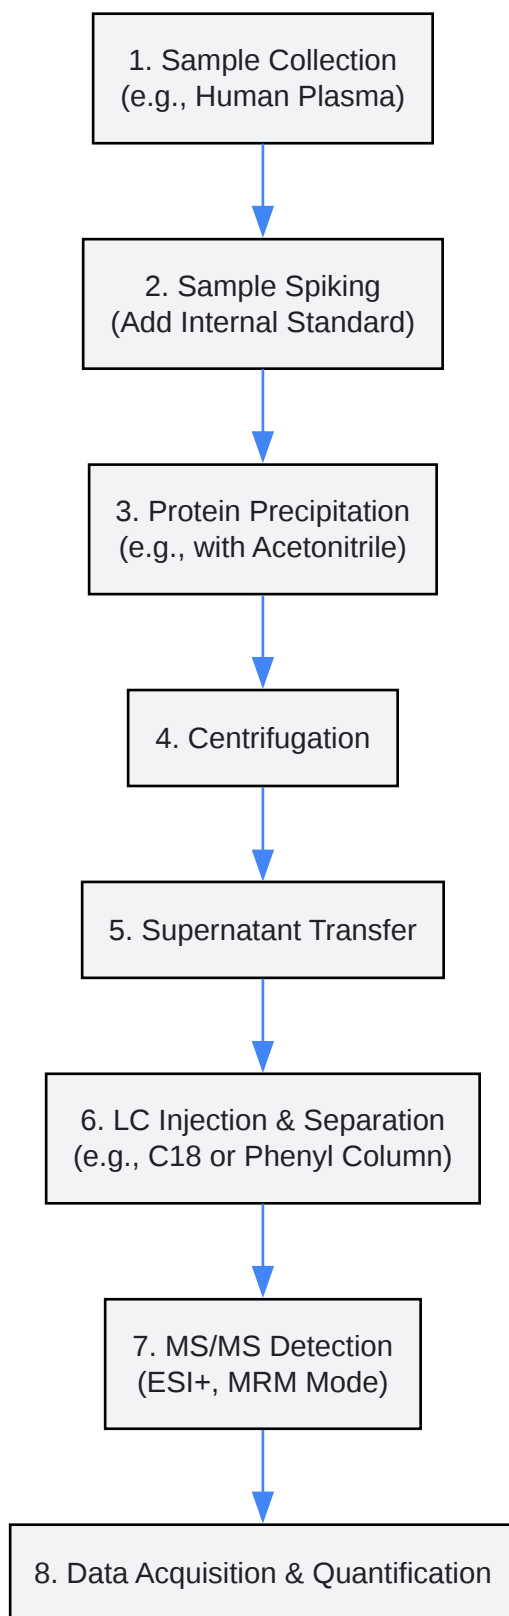 1. Sample Collection
(e.g., Human Plasma)
2. Sample Spiking
(Add Internal Standard)
3. Protein Precipitation
(e.g., with Acetonitrile)
4. Centrifugation
5. Supernatant Transfer
6. LC Injection & Separation
(e.g., C18 or Phenyl Column)
7. MS/MS Detection
(ESI+, MRM Mode)
8. Data Acquisition & Quantification